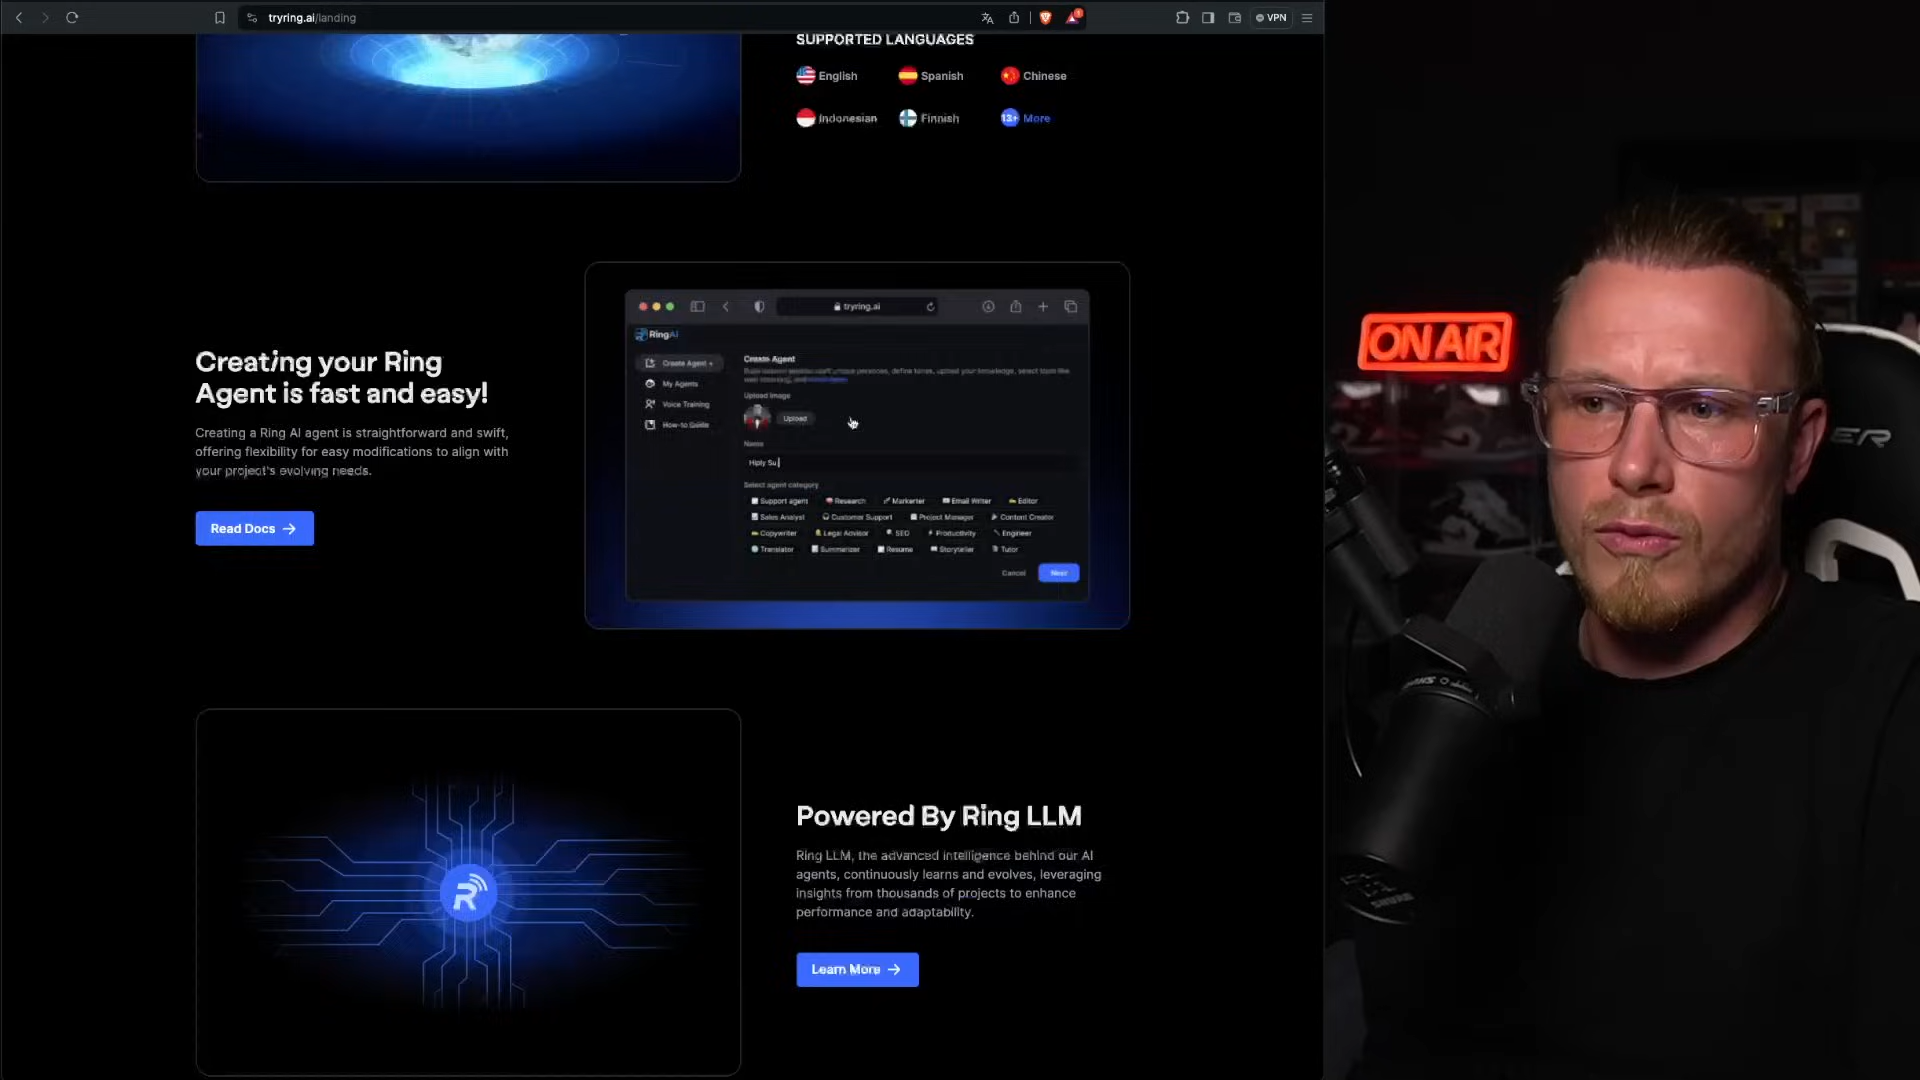 tryring.ai/landing
VPN
SUPPORTED LANGUAGES
English
Spanish
Chinese
Indonesian
Finnish
13+ More
Creating your Ring
Agent is fast and easy!
Creating a Ring AI agent is straightforward and swift,
offering flexibility for easy modifications to align with
your project's evolving needs.
Read Docs →
tryring.ai
RingAI
Create Agent +
My Agents
Voice Training
How-to Guide
Create Agent
Upload Image
Upload
Name
Hiply Su
Select agent category
Support agent
Research
Marketer
Email Writer
Editor
Sales Analyst
Customer Support
Project Manager
Content Creator
Copywriter
Legal Advisor
SEO
Productivity
Engineer
Translator
Summarizer
Resume
Storyteller
Tutor
Cancel
Next
R
Powered By Ring LLM
Ring LLM, the advanced intelligence behind our AI
agents, continuously learns and evolves, leveraging
insights from thousands of projects to enhance
performance and adaptability.
Learn More →
ON AIR
ER